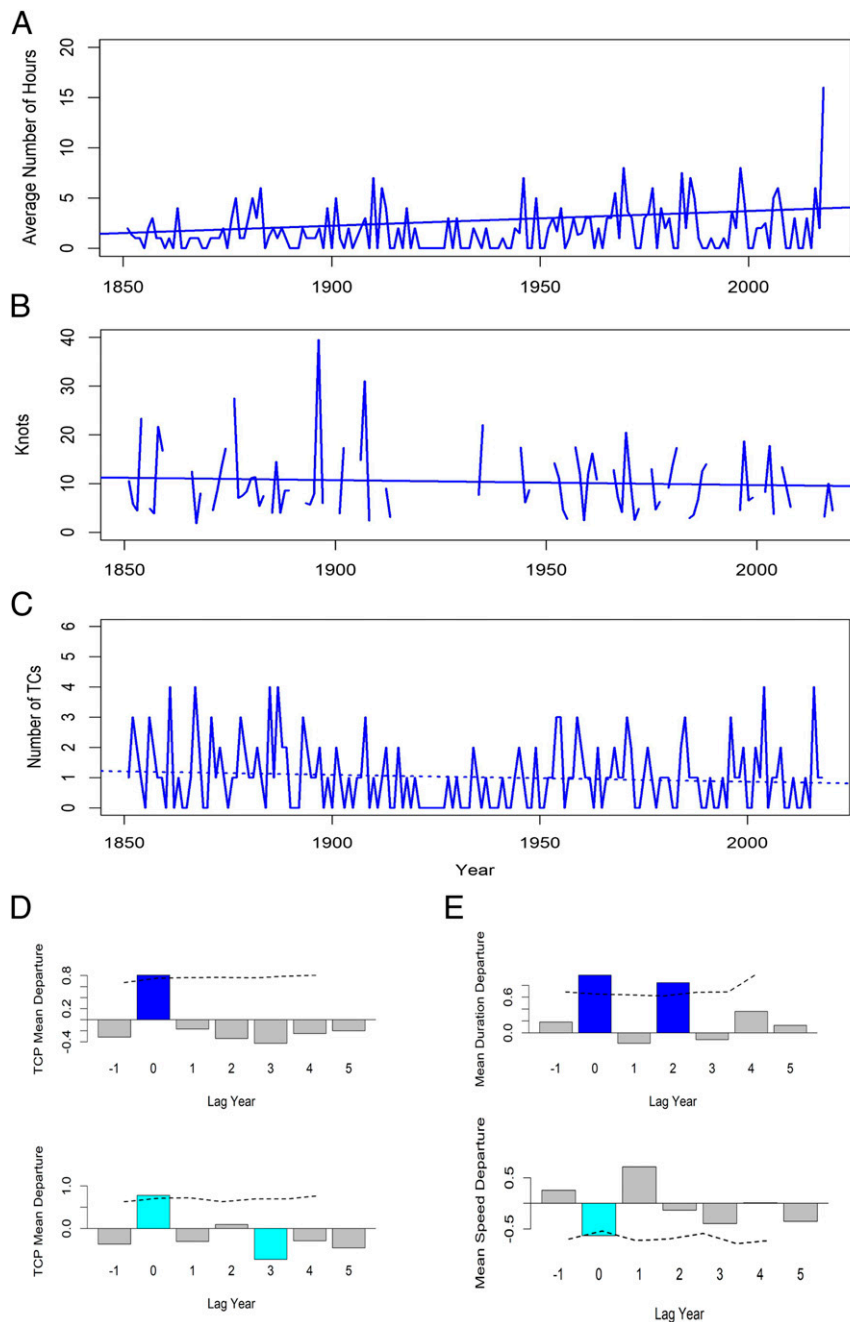 A
Average Number of Hours
20
15
10
5
0
1850 1900 1950 2000
B
Knots
40
30
20
10
0
1850 1900 1950 2000
C
Number of TCs
6
5
4
3
2
1
0
1850 1900 1950 2000
Year
D
TCP Mean Departure
0.8
0.2
-0.4
-1 0 1 2 3 4 5
Lag Year
TCP Mean Departure
1.0
0.0
-1 0 1 2 3 4 5
Lag Year
E
Mean Duration Departure
0.6
0.0
-1 0 1 2 3 4 5
Lag Year
Mean Speed Departure
0.5
-0.5
-1 0 1 2 3 4 5
Lag Year